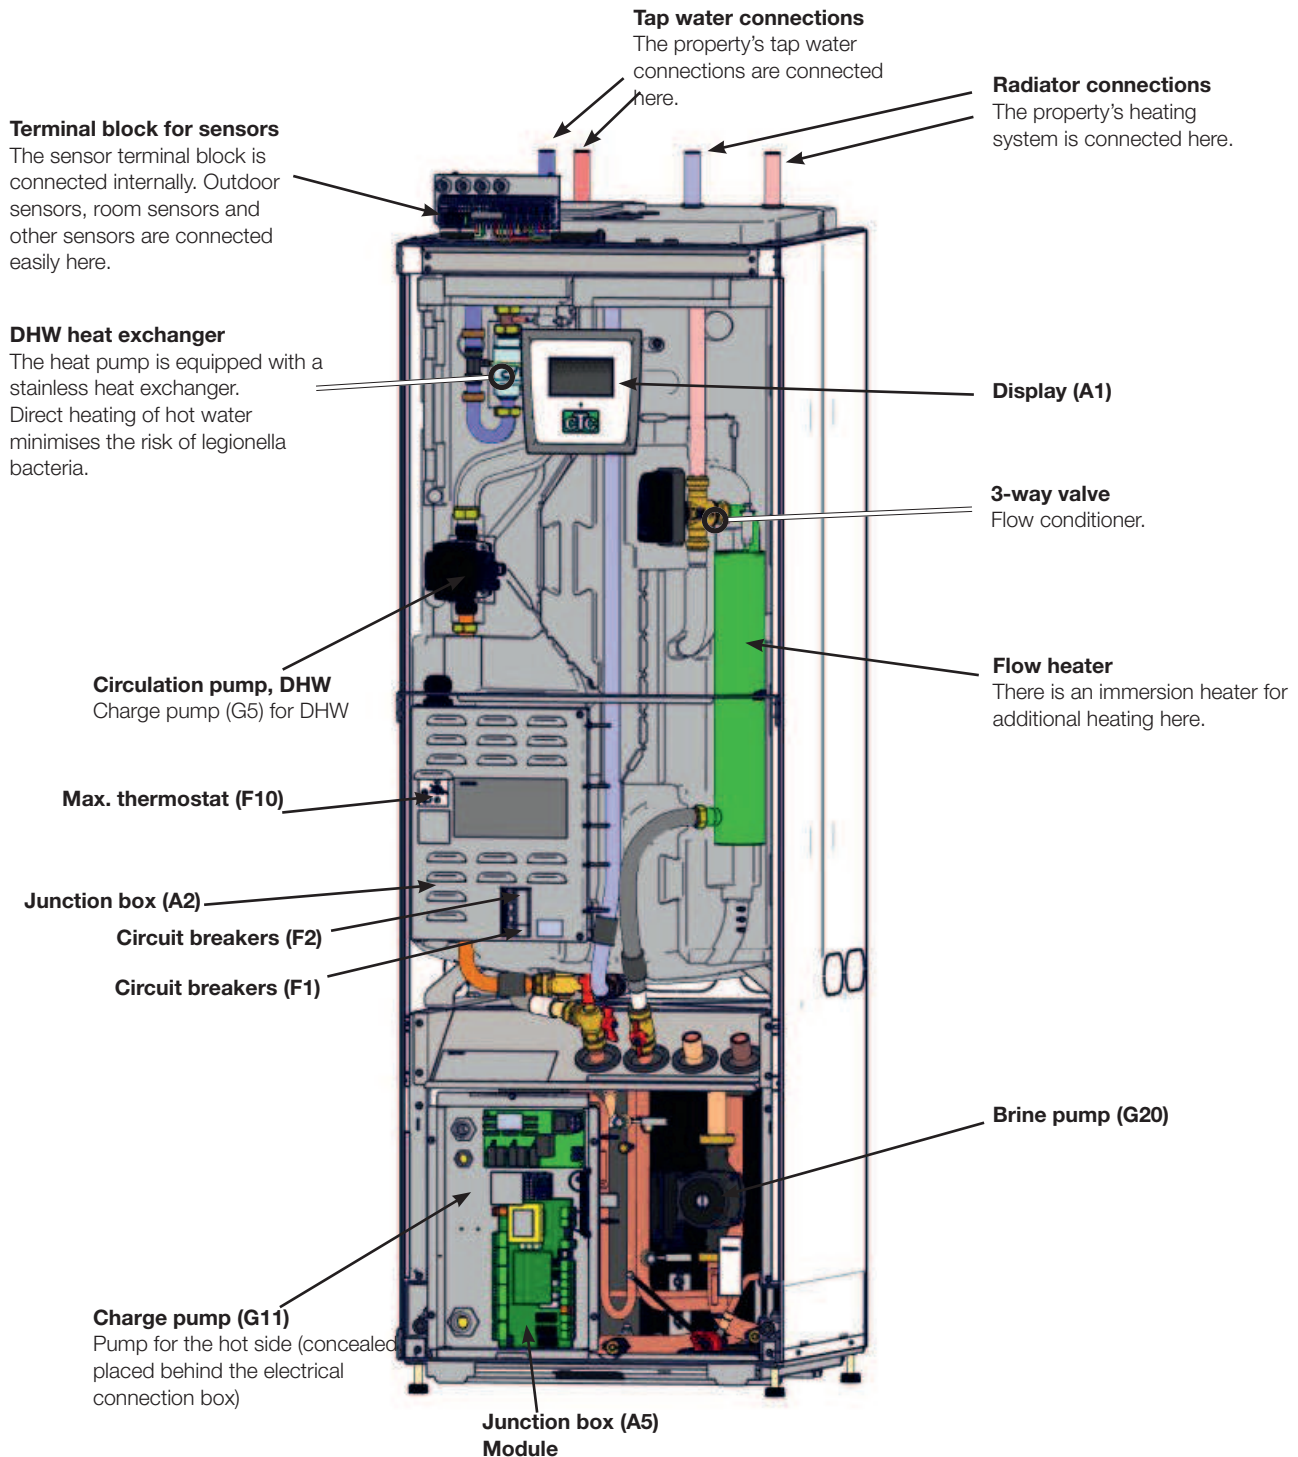 Tap water connections
The property's tap water
connections are connected
here.
Radiator connections
The property's heating
system is connected here.
Terminal block for sensors
The sensor terminal block is
connected internally. Outdoor
sensors, room sensors and
other sensors are connected
easily here.
DHW heat exchanger
The heat pump is equipped with a
stainless heat exchanger.
Direct heating of hot water
minimises the risk of legionella
bacteria.
CTC
Display (A1)
3-way valve
Flow conditioner.
Circulation pump, DHW
Charge pump (G5) for DHW
Flow heater
There is an immersion heater for
additional heating here.
Max. thermostat (F10)
Junction box (A2)
Circuit breakers (F2)
Circuit breakers (F1)
Brine pump (G20)
Charge pump (G11)
Pump for the hot side (concealed
placed behind the electrical
connection box)
Junction box (A5)
Module